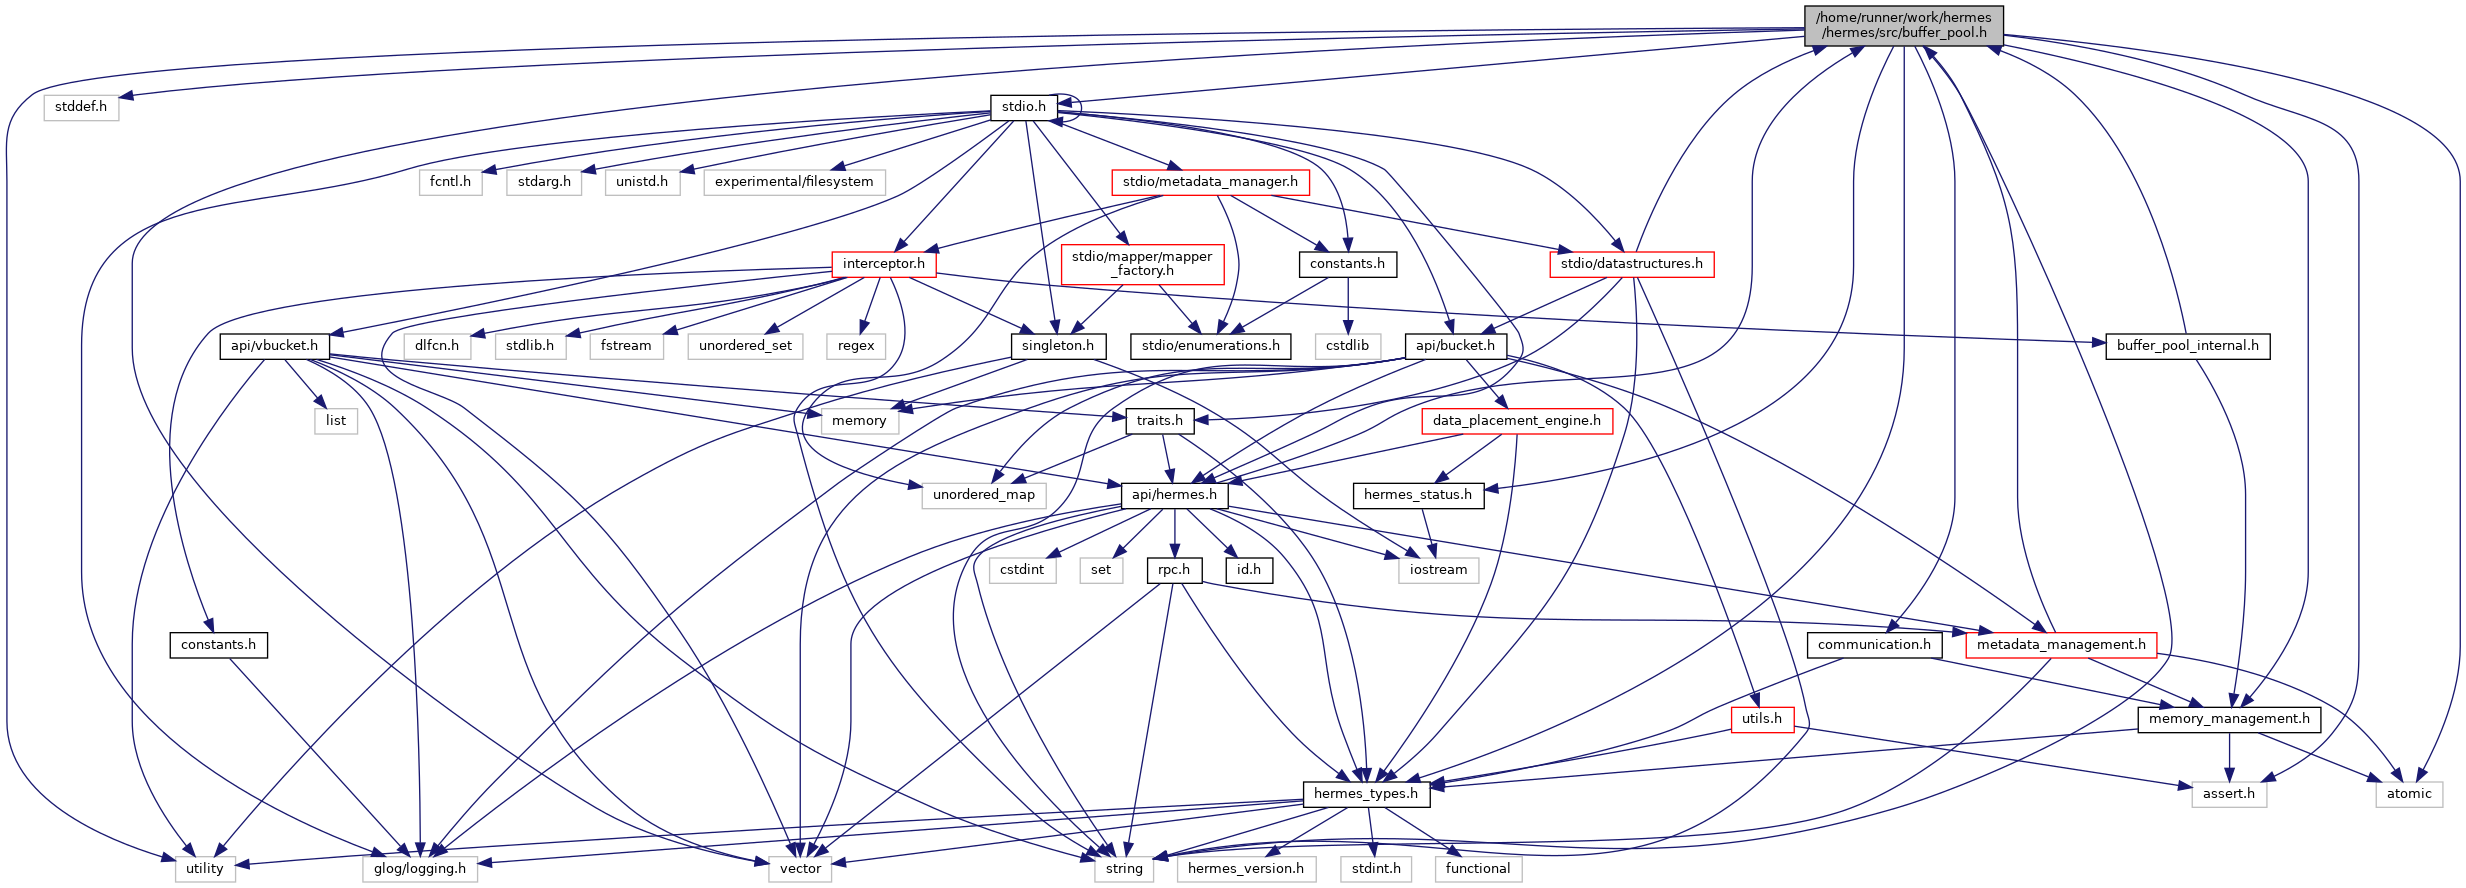 /home/runner/work/hermes
/hermes/src/buffer_pool.h
stddef.h
stdio.h
fcntl.h
stdarg.h
unistd.h
experimental/filesystem
stdio/metadata_manager.h
interceptor.h
stdio/mapper/mapper
_factory.h
constants.h
stdio/datastructures.h
api/vbucket.h
dlfcn.h
stdlib.h
fstream
unordered_set
regex
singleton.h
stdio/enumerations.h
cstdlib
api/bucket.h
buffer_pool_internal.h
list
memory
traits.h
data_placement_engine.h
unordered_map
api/hermes.h
hermes_status.h
cstdint
set
rpc.h
id.h
iostream
constants.h
communication.h
metadata_management.h
utils.h
memory_management.h
hermes_types.h
assert.h
atomic
utility
glog/logging.h
vector
string
hermes_version.h
stdint.h
functional